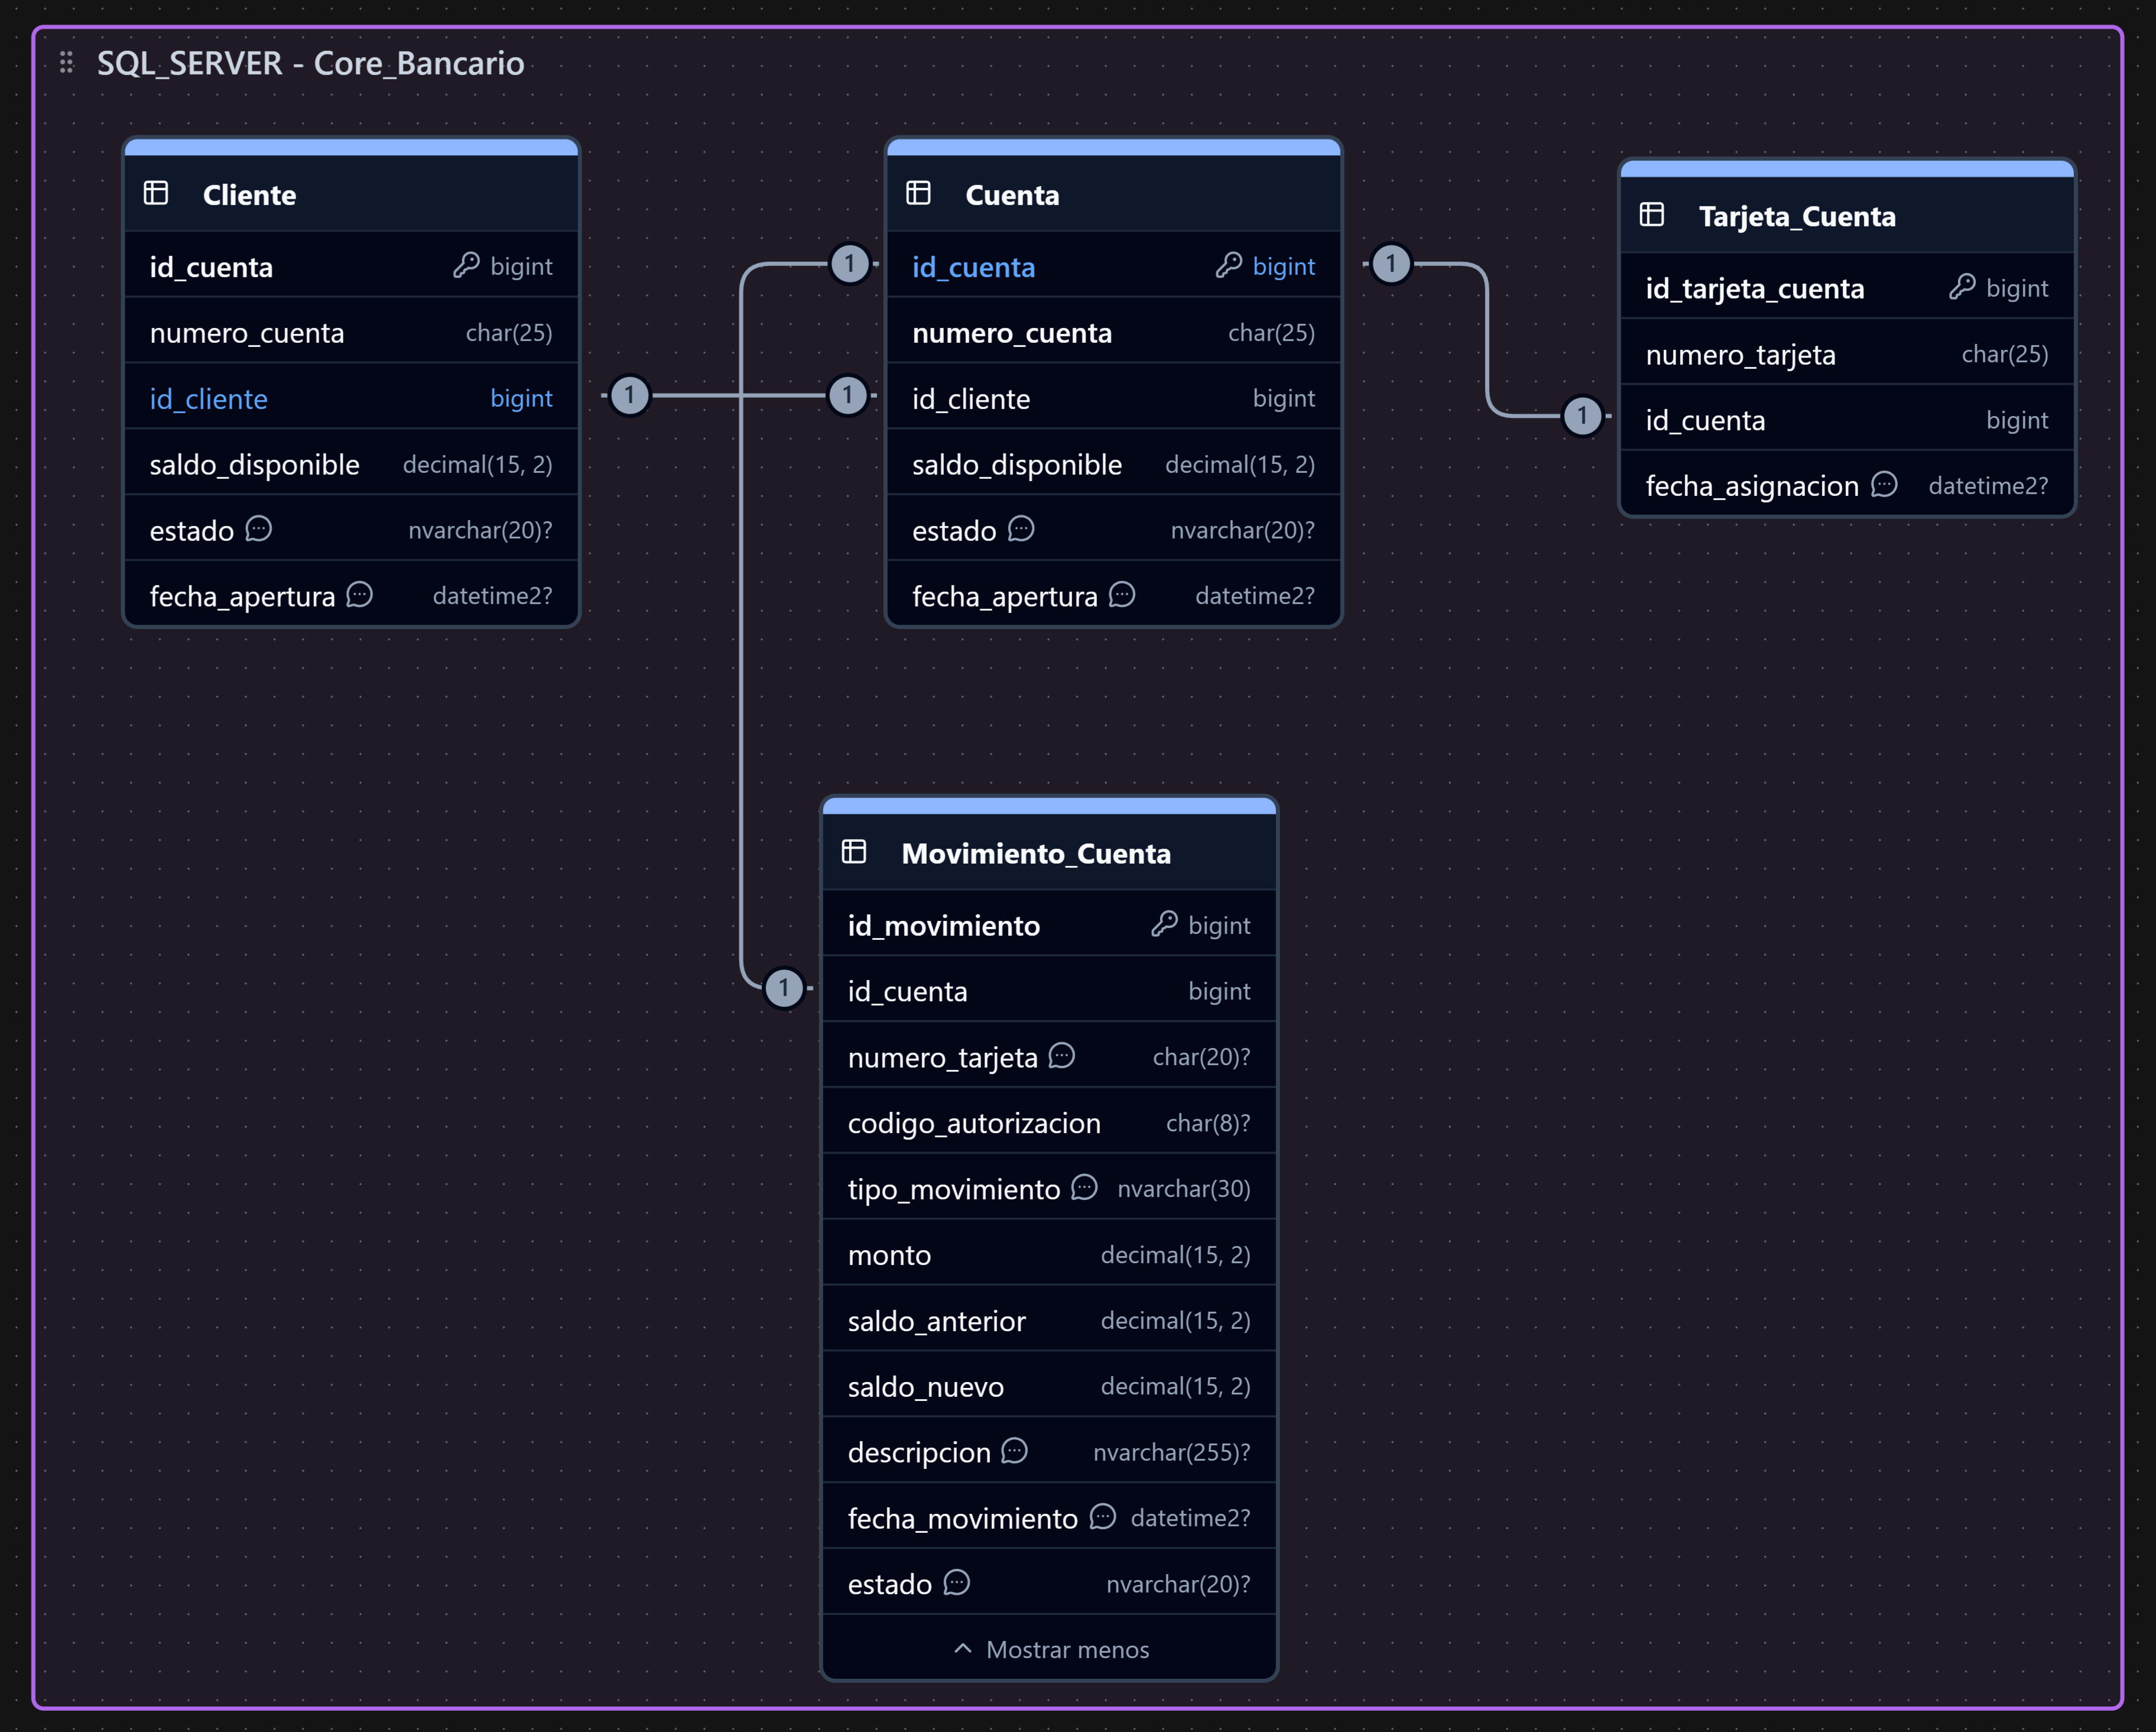 SQL_SERVER - Core_Bancario
Cliente
id_cuenta bigint
numero_cuenta char(25)
id_cliente bigint
saldo_disponible decimal(15, 2)
estado nvarchar(20)?
fecha_apertura datetime2?
1
1
1
Cuenta
id_cuenta bigint
numero_cuenta char(25)
id_cliente bigint
saldo_disponible decimal(15, 2)
estado nvarchar(20)?
fecha_apertura datetime2?
1
1
Tarjeta_Cuenta
id_tarjeta_cuenta bigint
numero_tarjeta char(25)
id_cuenta bigint
fecha_asignacion datetime2?
1
Movimiento_Cuenta
id_movimiento bigint
id_cuenta bigint
numero_tarjeta char(20)?
codigo_autorizacion char(8)?
tipo_movimiento nvarchar(30)
monto decimal(15, 2)
saldo_anterior decimal(15, 2)
saldo_nuevo decimal(15, 2)
descripcion nvarchar(255)?
fecha_movimiento datetime2?
estado nvarchar(20)?
Mostrar menos